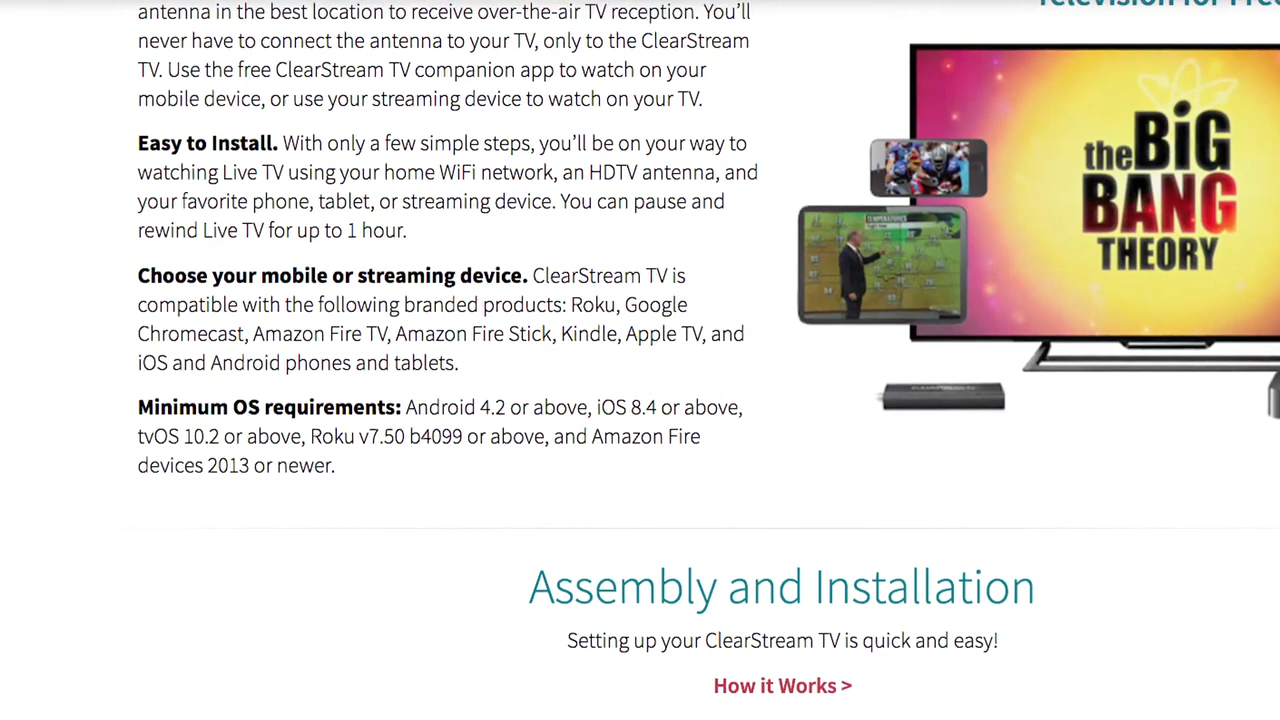 antenna in the best location to receive over-the-air TV reception. You’ll
never have to connect the antenna to your TV, only to the ClearStream
TV. Use the free ClearStream TV companion app to watch on your
mobile device, or use your streaming device to watch on your TV.
Easy to Install. With only a few simple steps, you’ll be on your way to
watching Live TV using your home WiFi network, an HDTV antenna, and
your favorite phone, tablet, or streaming device. You can pause and
rewind Live TV for up to 1 hour.
Choose your mobile or streaming device. ClearStream TV is
compatible with the following branded products: Roku, Google
Chromecast, Amazon Fire TV, Amazon Fire Stick, Kindle, Apple TV, and
iOS and Android phones and tablets.
Minimum OS requirements: Android 4.2 or above, iOS 8.4 or above,
tvOS 10.2 or above, Roku v7.50 b4099 or above, and Amazon Fire
devices 2013 or newer.
Television for Free
the BiG
BANG
THEORY
TEMPERATURES
Assembly and Installation
Setting up your ClearStream TV is quick and easy!
How it Works >